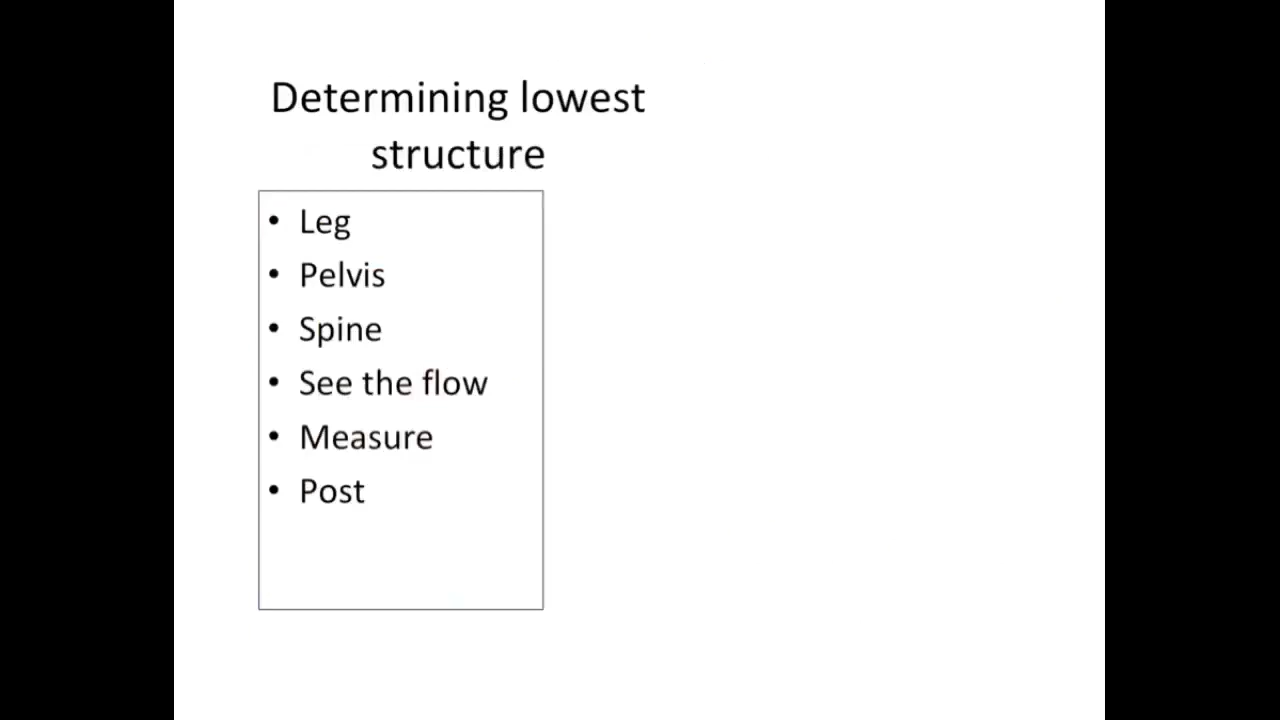 Determining lowest
structure
• Leg
• Pelvis
• Spine
• See the flow
• Measure
• Post